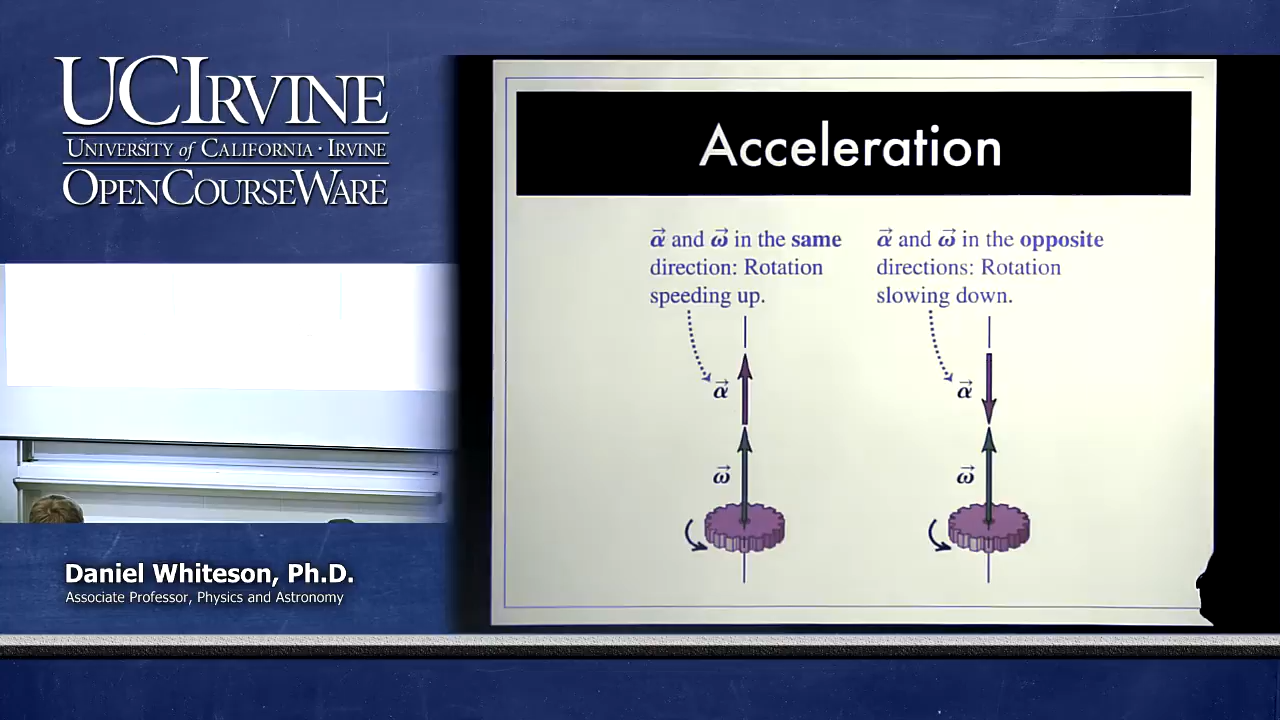 UCIRVINE
UNIVERSITY of CALIFORNIA · IRVINE
OPENCOURSEWARE
Daniel Whiteson, Ph.D.
Associate Professor, Physics and Astronomy
Acceleration
α⃗ and ω⃗ in the same
direction: Rotation
speeding up.
α⃗
ω⃗
α⃗ and ω⃗ in the opposite
directions: Rotation
slowing down.
α⃗
ω⃗